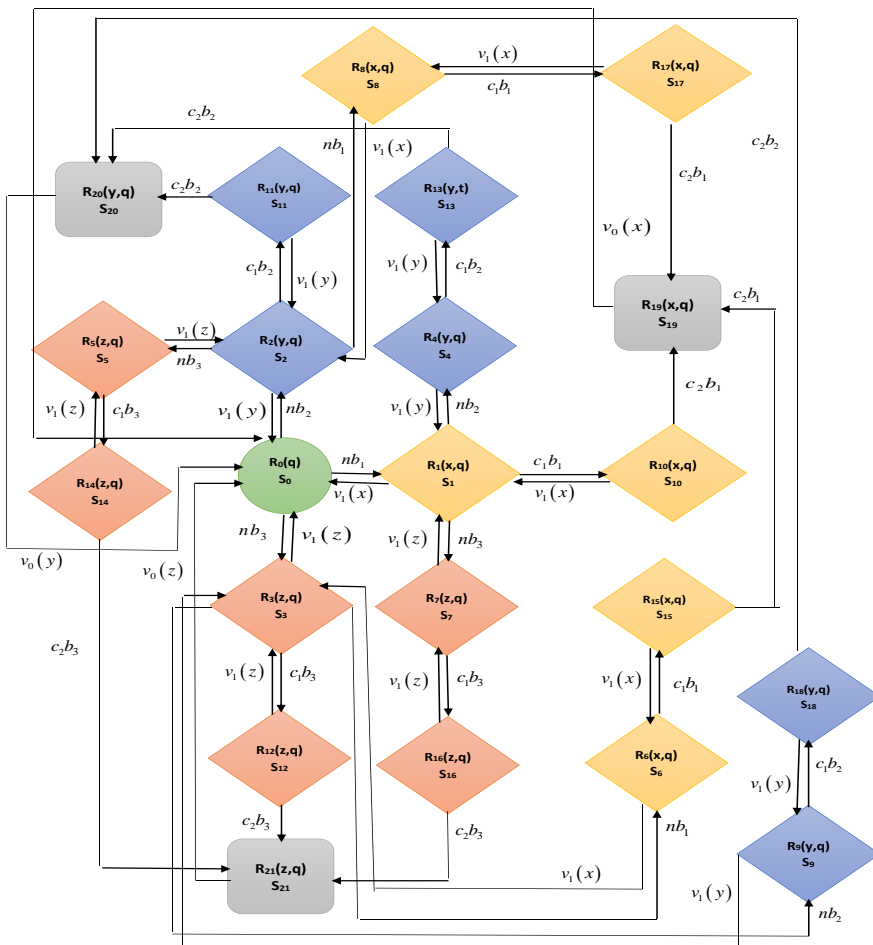 R₈(x,q)
S₈
v₁(x)
c₁b₁
R₁₇(x,q)
S₁₇
c₂b₂
nb₁
v₁(x)
c₂b₂
R₂₀(y,q)
S₂₀
c₂b₂
R₁₁(y,q)
S₁₁
R₁₃(y,t)
S₁₃
c₂b₁
v₀(x)
c₁b₂
v₁(y)
v₁(y)
c₁b₂
R₁₉(x,q)
S₁₉
c₂b₁
R₅(z,q)
S₅
v₁(z)
nb₃
R₂(y,q)
S₂
R₄(y,q)
S₄
c₂b₁
v₁(z)
c₁b₃
v₁(y)
nb₂
v₁(y)
nb₂
R₁₄(z,q)
S₁₄
R₀(q)
S₀
nb₁
v₁(x)
R₁(x,q)
S₁
c₁b₁
v₁(x)
R₁₀(x,q)
S₁₀
v₀(y)
v₀(z)
nb₃
v₁(z)
v₁(z)
nb₃
R₃(z,q)
S₃
R₇(z,q)
S₇
R₁₅(x,q)
S₁₅
c₂b₃
v₁(z)
c₁b₃
v₁(z)
c₁b₃
v₁(x)
c₁b₁
R₁₈(y,q)
S₁₈
R₁₂(z,q)
S₁₂
R₁₆(z,q)
S₁₆
R₆(x,q)
S₆
v₁(y)
c₁b₂
c₂b₃
c₂b₃
nb₁
R₂₁(z,q)
S₂₁
v₁(x)
R₉(y,q)
S₉
v₁(y)
nb₂